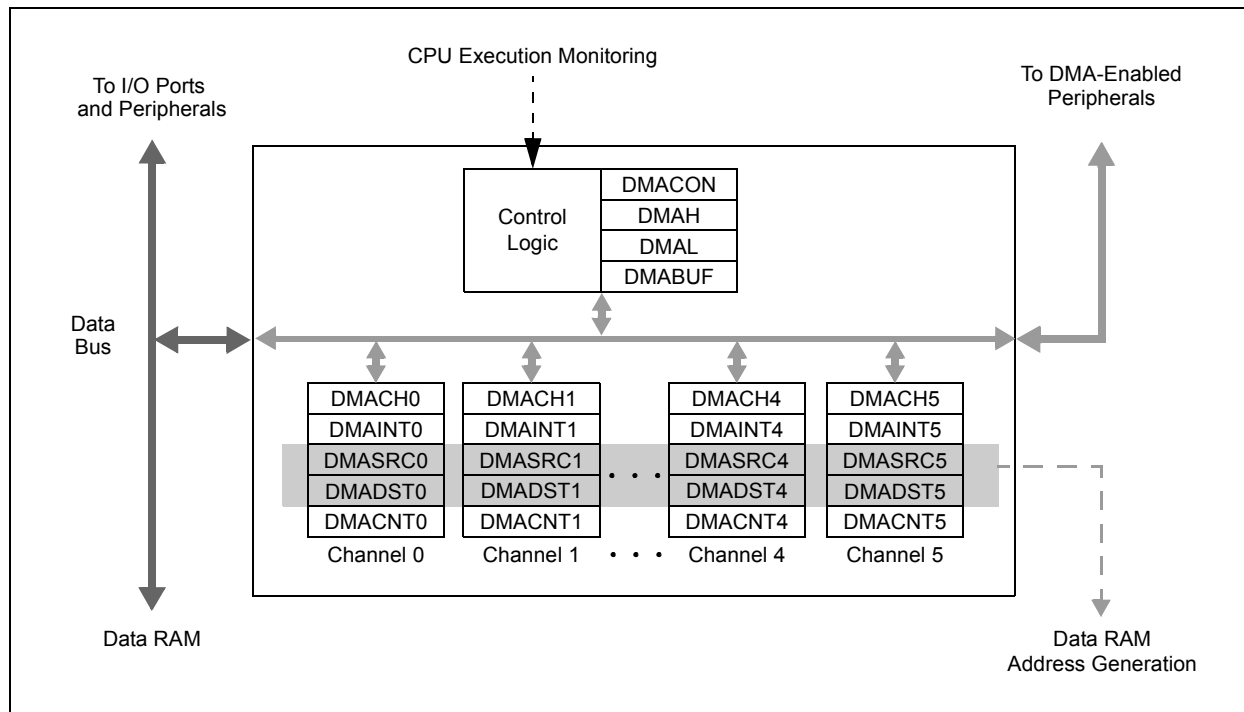 CPU Execution Monitoring
To I/O Ports
and Peripherals
To DMA-Enabled
Peripherals
Control
Logic
DMACON
DMAH
DMAL
DMABUF
Data
Bus
DMACH0
DMAINT0
DMASRC0
DMADST0
DMACNT0
Channel 0
DMACH1
DMAINT1
DMASRC1
DMADST1
DMACNT1
Channel 1
DMACH4
DMAINT4
DMASRC4
DMADST4
DMACNT4
Channel 4
DMACH5
DMAINT5
DMASRC5
DMADST5
DMACNT5
Channel 5
Data RAM
Data RAM
Address Generation